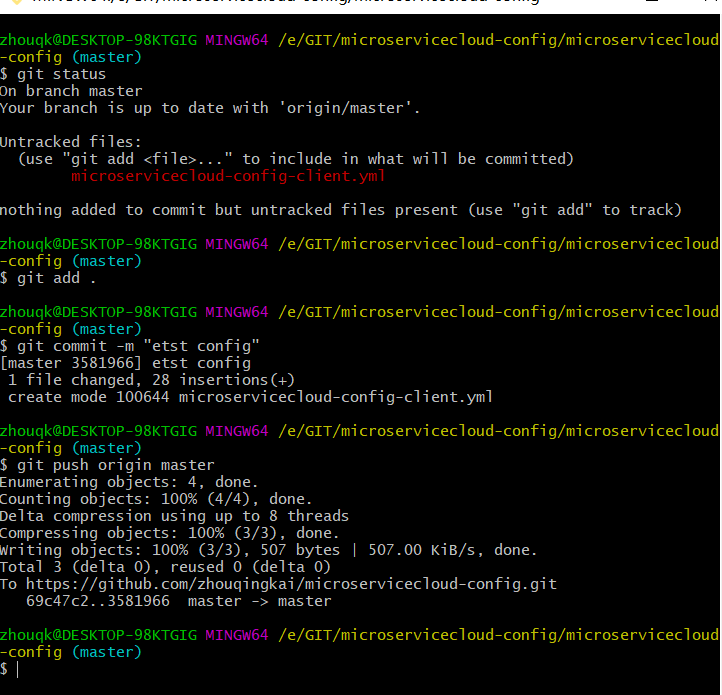 zhouqk@DESKTOP-98KTGIG MINGW64 /e/GIT/microservicecloud-config/microservicecloud
-config (master)
$ git status
On branch master
Your branch is up to date with 'origin/master'.
Untracked files:
(use "git add <file>..." to include in what will be committed)
microservicecloud-config-client.yml
nothing added to commit but untracked files present (use "git add" to track)
zhouqk@DESKTOP-98KTGIG MINGW64 /e/GIT/microservicecloud-config/microservicecloud
-config (master)
$ git add .
zhouqk@DESKTOP-98KTGIG MINGW64 /e/GIT/microservicecloud-config/microservicecloud
-config (master)
$ git commit -m "etst config"
[master 3581966] etst config
1 file changed, 28 insertions(+)
create mode 100644 microservicecloud-config-client.yml
zhouqk@DESKTOP-98KTGIG MINGW64 /e/GIT/microservicecloud-config/microservicecloud
-config (master)
$ git push origin master
Enumerating objects: 4, done.
Counting objects: 100% (4/4), done.
Delta compression using up to 8 threads
Compressing objects: 100% (3/3), done.
Writing objects: 100% (3/3), 507 bytes | 507.00 KiB/s, done.
Total 3 (delta 0), reused 0 (delta 0)
To https://github.com/zhouqingkai/microservicecloud-config.git
69c47c2..3581966  master -> master
zhouqk@DESKTOP-98KTGIG MINGW64 /e/GIT/microservicecloud-config/microservicecloud
-config (master)
$